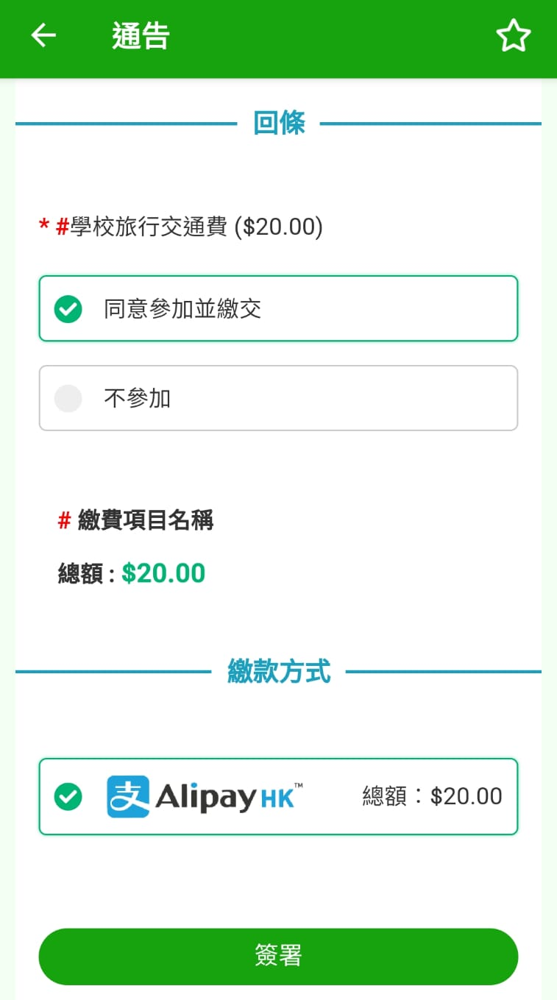 通告
回條
* #學校旅行交通費 ($20.00)
同意參加並繳交
不參加
# 繳費項目名稱
總額 : $20.00
繳款方式
支 Alipay HK™ 總額：$20.00
簽署